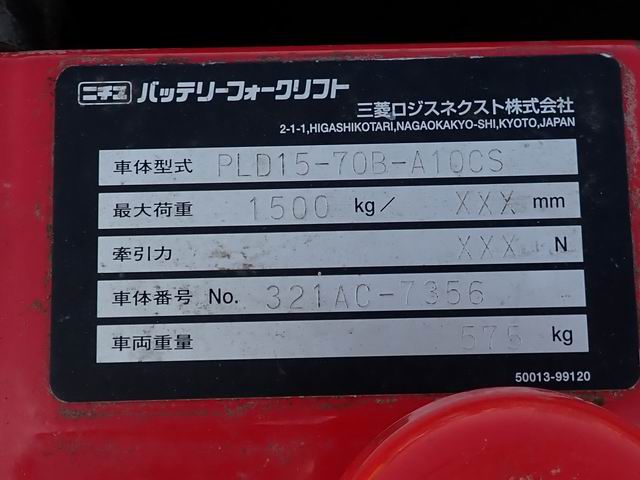 ニチユ バッテリーフォークリフト
三菱ロジスネクスト株式会社
2-1-1,HIGASHIKOTARI,NAGAOKAKYO-SHI,KYOTO,JAPAN
車体型式 PLD15-70B-A10CS
最大荷重 1500 kg/ XXX mm
牽引力 XXX N
車体番号 No. 321AC-7356
車両重量 575 kg
50013-99120